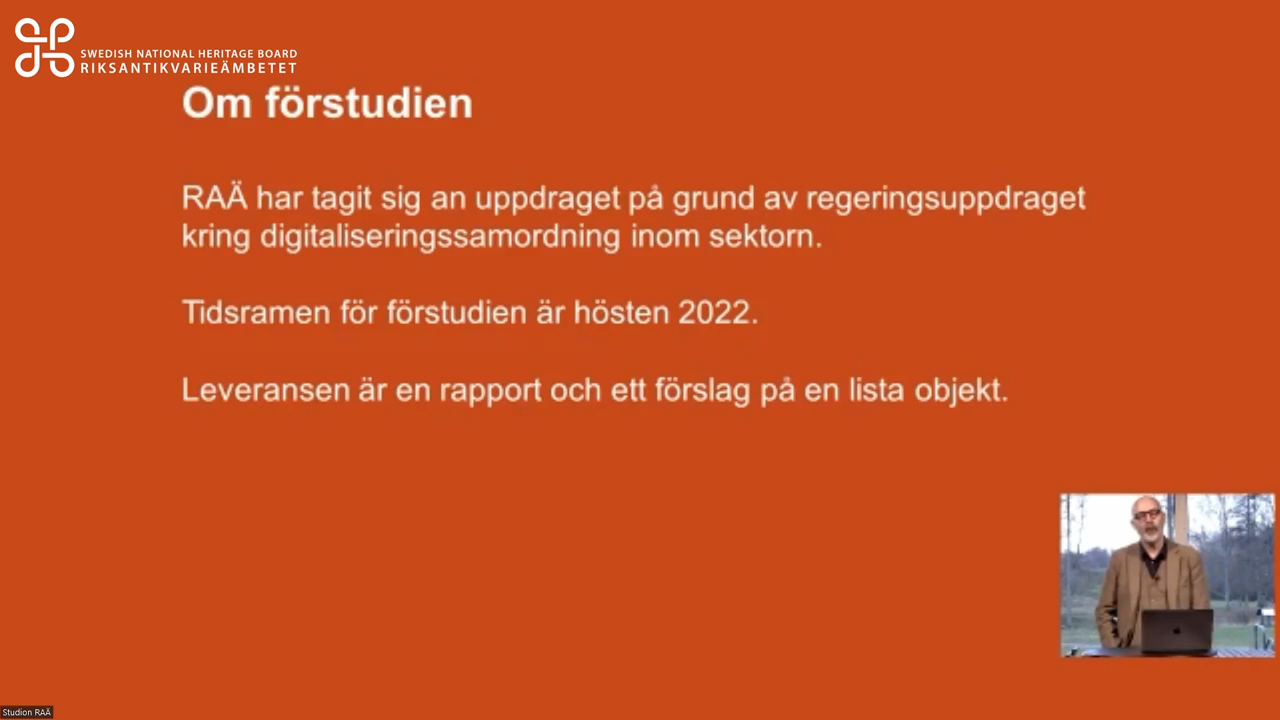 SWEDISH NATIONAL HERITAGE BOARD
RIKSANTIKVARIEÄMBETET
Om förstudien
RAÄ har tagit sig an uppdraget på grund av regeringsuppdraget
kring digitaliseringssamordning inom sektorn.
Tidsramen för förstudien är hösten 2022.
Leveransen är en rapport och ett förslag på en lista objekt.
Studion RAÄ